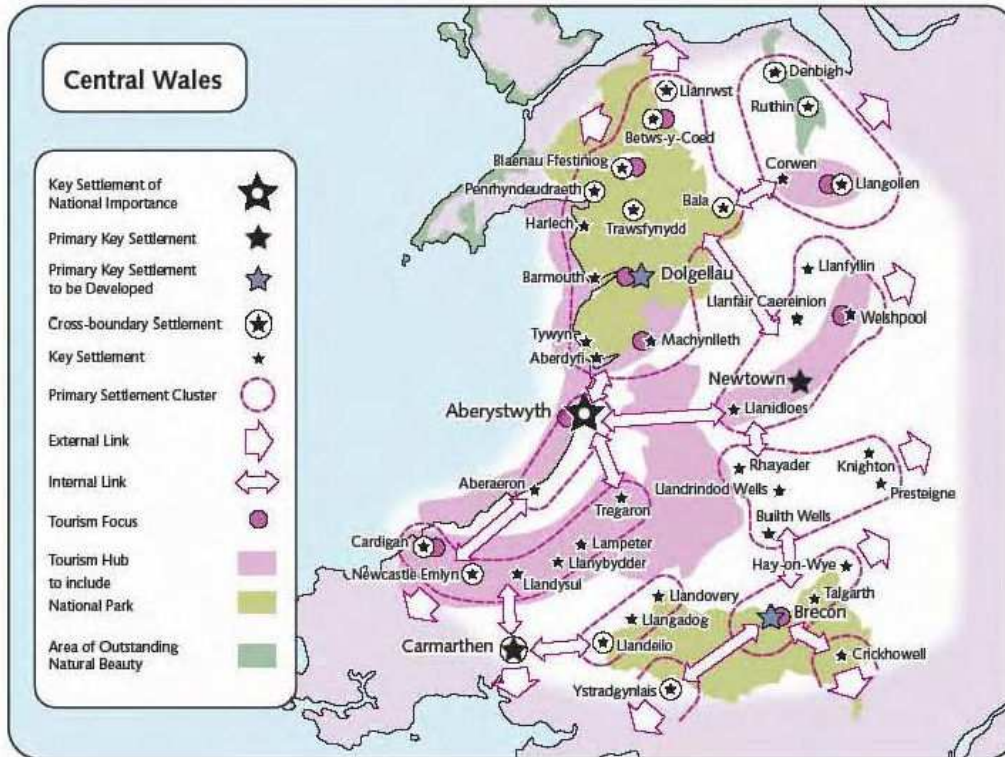 Central Wales
Key Settlement of
National Importance
Primary Key Settlement
Primary Key Settlement
to be Developed
Cross-boundary Settlement
Key Settlement
Primary Settlement Cluster
External Link
Internal Link
Tourism Focus
Tourism Hub
to include
National Park
Area of Outstanding
Natural Beauty
Denbigh
Llanrwst
Ruthin
Betws-y-Coed
Blaenau Ffestiniog
Corwen
Llangollen
Penrhyndeudraeth
Bala
Trawsfynydd
Harlech
Llanfyllin
Barmouth
Dolgellau
Llanfair Caereinion
Welshpool
Tywyn
Machynlleth
Aberdyfi
Newtown
Aberystwyth
Llanidloes
Rhayader
Knighton
Aberaeron
Llandrindod Wells
Presteigne
Tregaron
Builth Wells
Cardigan
Lampeter
Llanybydder
Hay-on-Wye
Newcastle Emlyn
Llandysul
Llandovery
Talgarth
Llangadog
Brecon
Carmarthen
Llandeilo
Crickhowell
Ystradgynlais